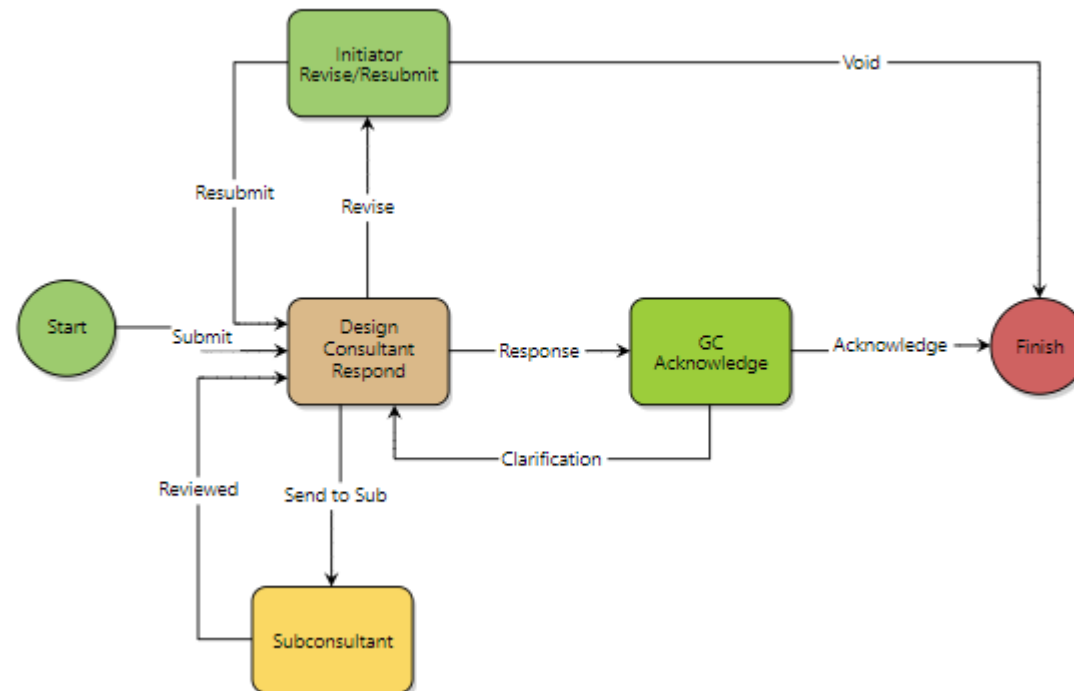 Initiator
Revise/Resubmit
Void
Resubmit
Revise
Start
Submit
Design
Consultant
Respond
Response
GC
Acknowledge
Acknowledge
Finish
Clarification
Reviewed
Send to Sub
Subconsultant